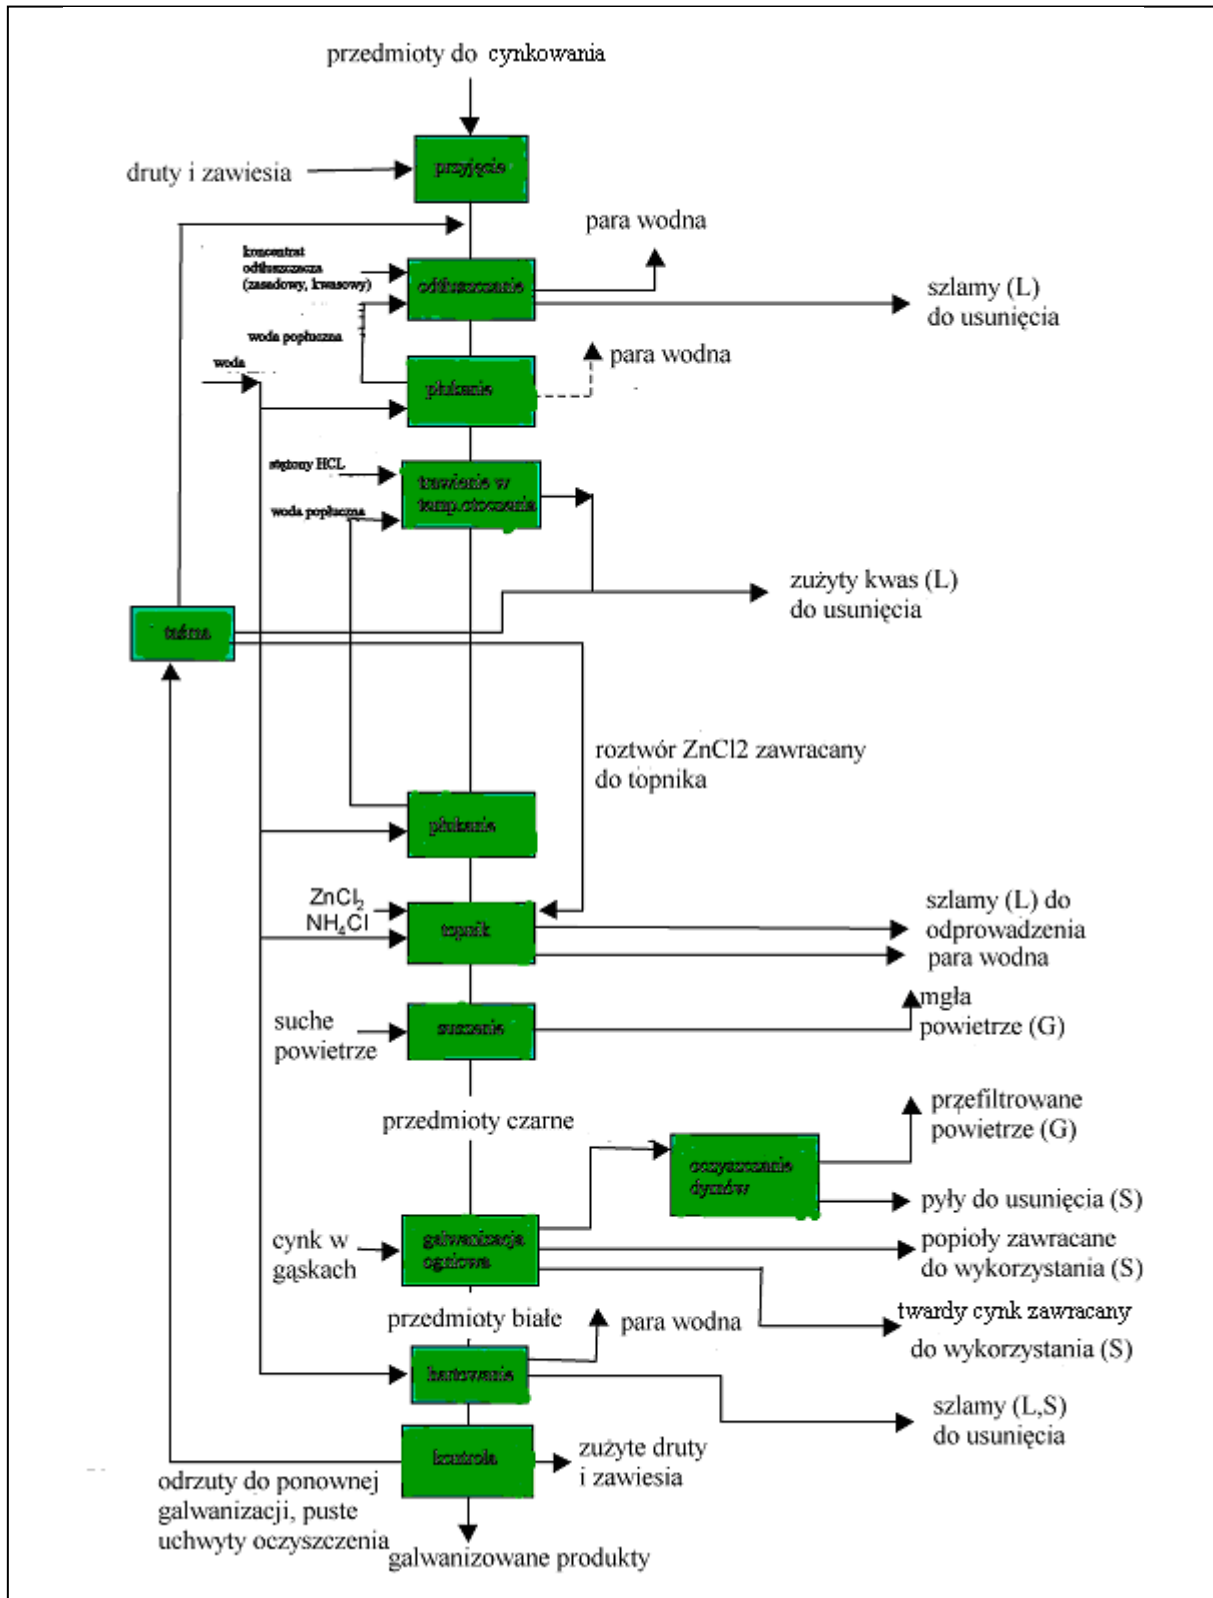 przedmioty do cynkowania
przyjęcie
druty i zawiesia
para wodna
koncentrat
odtłuszczacza
(zasadowy, kwasowy)
odtłuszczanie
szlamy (L)
do usunięcia
woda popłuczna
para wodna
woda
płukanie
stężony HCL
trawienie w
temp.otoczenia
woda popłuczna
zużyty kwas (L)
do usunięcia
taśma
roztwór ZnCl2 zawracany
do topnika
płukanie
ZnCl2
NH4Cl
topnik
szlamy (L) do
odprowadzenia
para wodna
suche
powietrze
suszenie
mgła
powietrze (G)
przedmioty czarne
przefiltrowane
powietrze (G)
oczyszczanie
dymów
pyły do usunięcia (S)
cynk w
gąskach
galwanizacja
ogniowa
popioły zawracane
do wykorzystania (S)
przedmioty białe
para wodna
twardy cynk zawracany
do wykorzystania (S)
hartowanie
szlamy (L,S)
do usunięcia
kontrola
zużyte druty
i zawiesia
odrzuty do ponownej
galwanizacji, puste
uchwyty oczyszczenia
galwanizowane produkty